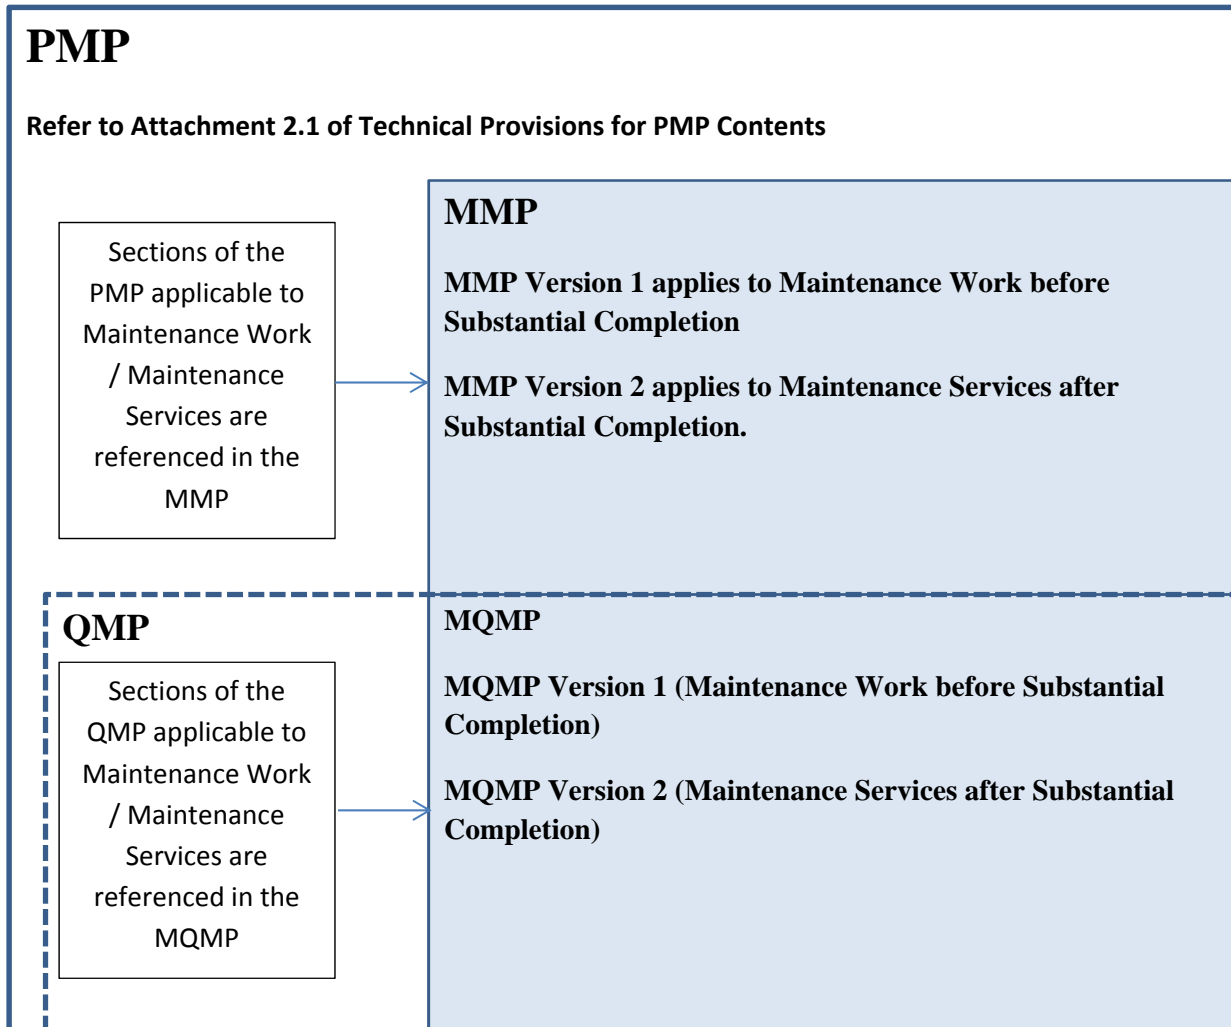 PMP
Refer to Attachment 2.1 of Technical Provisions for PMP Contents
Sections of the
PMP applicable to
Maintenance Work
/ Maintenance
Services are
referenced in the
MMP
MMP
MMP Version 1 applies to Maintenance Work before
Substantial Completion
MMP Version 2 applies to Maintenance Services after
Substantial Completion.
QMP
Sections of the
QMP applicable to
Maintenance Work
/ Maintenance
Services are
referenced in the
MQMP
MQMP
MQMP Version 1 (Maintenance Work before Substantial
Completion)
MQMP Version 2 (Maintenance Services after Substantial
Completion)